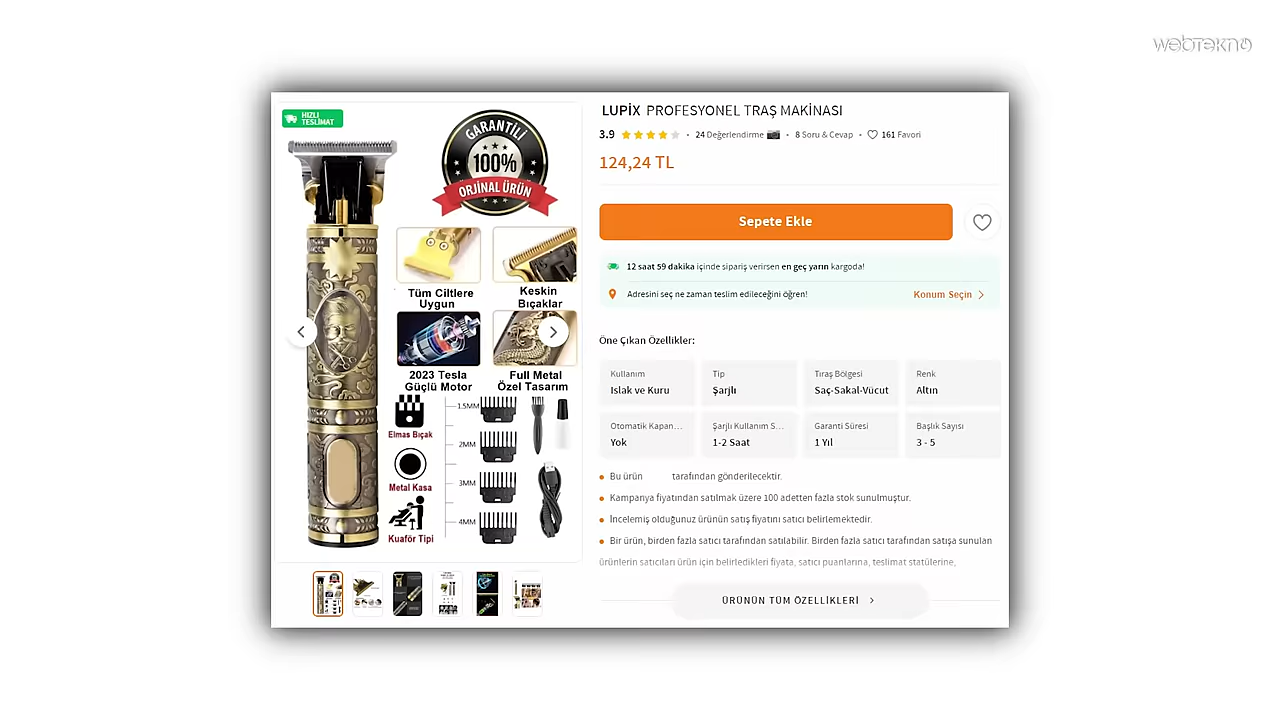 webtekno
HIZLI
TESLİMAT
GARANTİLİ
100%
ORJİNAL ÜRÜN
Tüm Ciltlere
Uygun
Keskin
Bıçaklar
2023 Tesla
Güçlü Motor
Full Metal
Özel Tasarım
Elmas Bıçak
Metal Kasa
Kuaför Tipi
1.5MM
2MM
3MM
4MM
LUPİX PROFESYONEL TRAŞ MAKİNASI
3.9 • 24 Değerlendirme • 8 Soru & Cevap • 161 Favori
124,24 TL
Sepete Ekle
12 saat 59 dakika içinde sipariş verirsen en geç yarın kargoda!
Adresini seç ne zaman teslim edileceğini öğren! Konum Seçin
Öne Çıkan Özellikler:
Kullanım
Islak ve Kuru
Tip
Şarjlı
Tıraş Bölgesi
Saç-Sakal-Vücut
Renk
Altın
Otomatik Kapan...
Yok
Şarjlı Kullanım S...
1-2 Saat
Garanti Süresi
1 Yıl
Başlık Sayısı
3 - 5
• Bu ürün tarafından gönderilecektir.
• Kampanya fiyatından satılmak üzere 100 adetten fazla stok sunulmuştur.
• İncelemiş olduğunuz ürünün satış fiyatını satıcı belirlemektedir.
• Bir ürün, birden fazla satıcı tarafından satılabilir. Birden fazla satıcı tarafından satışa sunulan
ürünlerin satıcıları ürün için belirledikleri fiyata, satıcı puanlarına, teslimat statülerine,
ÜRÜNÜN TÜM ÖZELLİKLERİ